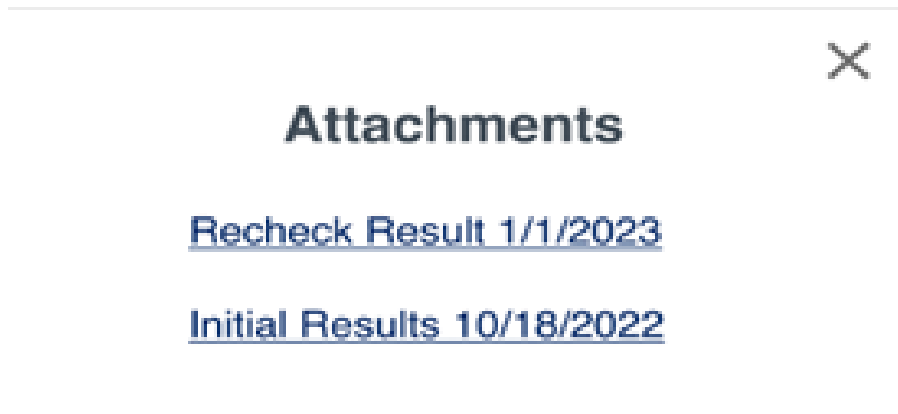 Attachments
Recheck Result 1/1/2023
Initial Results 10/18/2022